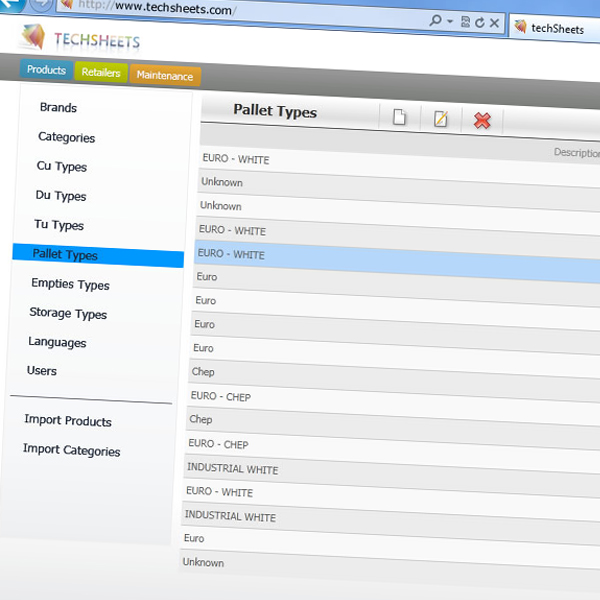 http://www.techsheets.com/
techSheets
TECHSHEETS
Products
Retailers
Maintenance
Brands
Categories
Cu Types
Du Types
Tu Types
Pallet Types
Empties Types
Storage Types
Languages
Users
Import Products
Import Categories
Pallet Types
Description
EURO - WHITE
Unknown
Unknown
EURO - WHITE
EURO - WHITE
Euro
Euro
Euro
Euro
Chep
EURO - CHEP
Chep
EURO - CHEP
INDUSTRIAL WHITE
EURO - WHITE
INDUSTRIAL WHITE
Euro
Unknown